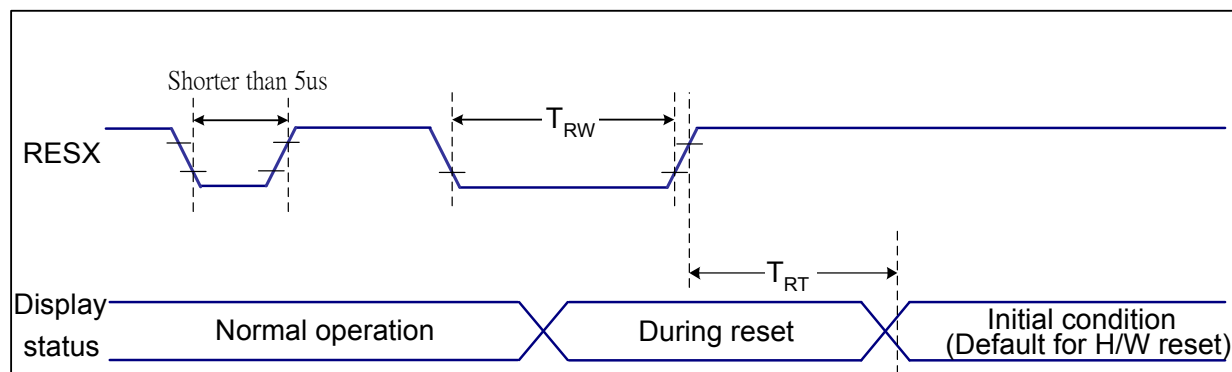 Shorter than 5us
RESX
TRW
TRT
Display
status
Normal operation
During reset
Initial condition
(Default for H/W reset)